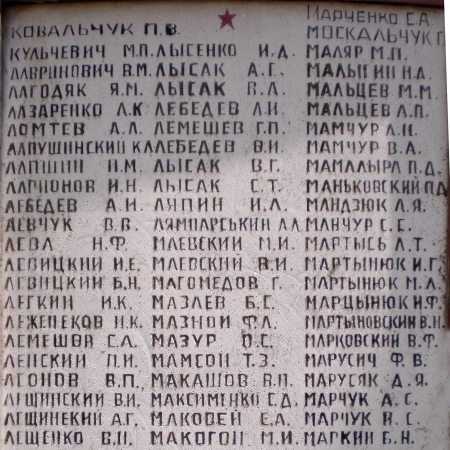 КОВАЛЬЧУК П.В.
КУЛЬЧЕВИЧ М.П.
ЛАВРИНОВИЧ В.М.
ЛАГОДЯК Я.М.
ЛАЗАРЕНКО А.К
ЛОМТЕВ А.Л.
ЛАПУШИНСКИЙ К.А
ЛАПШИН И.М.
ЛАРИОНОВ И.Н.
ЛЕБЕДЕВ А.И.
ЛЕВЧУК В.В.
ЛЕВА Н.Ф.
ЛЕВИЦКИЙ И.Е.
ЛЕВИЦКИЙ Б.Н.
ЛЕГКИН И.К.
ЛЕЖЕПЕКОВ И.К.
ЛЕМЕШОВ С.А.
ЛЕПСКИЙ П.И.
ЛЕОНОВ В.П.
ЛЕЩИНСКИЙ В.И.
ЛЕЩИНЕКИЙ А.Г.
ЛЕЩЕНКО В.П.
ЛЫСЕНКО И.Д.
ЛЫСАК А.С.
ЛЫСАК В.Л.
ЛЕБЕДЕВ Л.И.
ЛЕМЕШЕВ Г.П.
ЛЕБЕДЕВ В.И.
ЛЫСАК В.Г.
ЛЫСАК С.Т.
ЛЯПИН И.Л.
ЛЯМПАРСЬКИЙ А.Л.
МАЕВСКИЙ М.И.
МАЕВСКИЙ В.И.
МАГОМЕДОВ Г.
МАЗАЕВ Б.С.
МАЗНОЙ Ф.А.
МАЗУР П.С.
МАМСОН Т.З.
МАКАШОВ В.П.
МАКСИМЕНКО С.Д.
МАКОВЕЙ С.А.
МАКОГОН М.И.
МАРЧЕНКО С.А.
МОСКАЛЬЧУК Г
МАЛЯР М.П.
МАЛЫГИН Н.А.
МАЛЬЦЕВ М.М
МАЛЬЦЕВ А.П.
МАМЧУР Л.И.
МАМЧУР В.А.
МАМАЛЫГА П.Д.
МАНЬКОВСКИЙ П.Д
МАНДЗЮК Л.Я.
МАНЧУР С.С.
МАРТЫСЬ Л.Т.
МАРТЫНЮК И.Г.
МАРТЫНЮК М.Л.
МАРЦЫНЮК И.Ф.
МАРТЫНОВСКИЙ В.Н.
МАРКОВСКИЙ В.Ф.
МАРУСИЧ Ф.В.
МАРУСЯК Д.Я.
МАРЧУК А.С.
МАРЧУК И.С.
МАРКИН Б.Н.